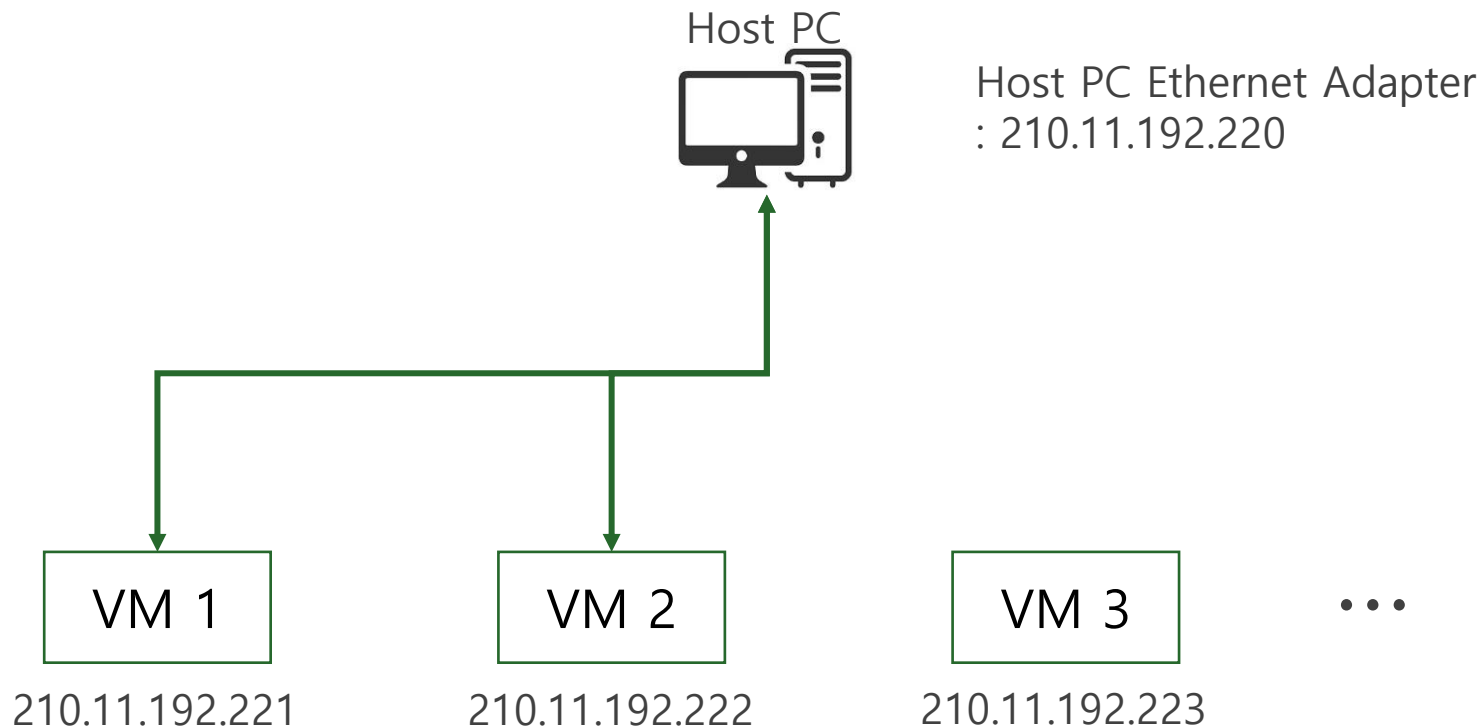 Host PC
Host PC Ethernet Adapter
: 210.11.192.220
VM 1
VM 2
VM 3
...
210.11.192.221
210.11.192.222
210.11.192.223